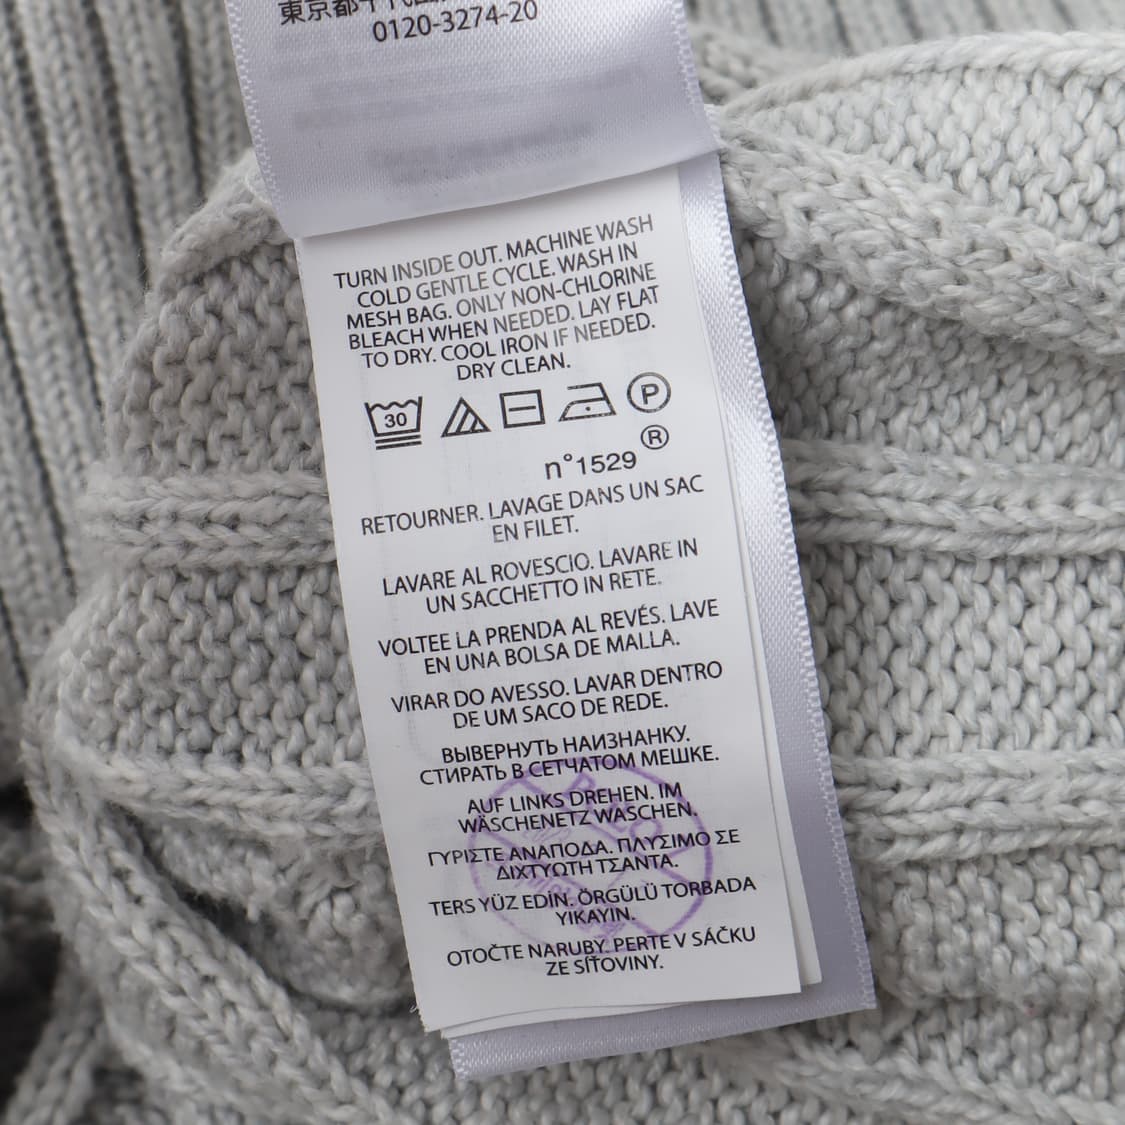 0120-3274-20
TURN INSIDE OUT. MACHINE WASH
COLD GENTLE CYCLE. WASH IN
MESH BAG. ONLY NON-CHLORINE
BLEACH WHEN NEEDED. LAY FLAT
TO DRY. COOL IRON IF NEEDED.
DRY CLEAN.
30 P
®
n°1529
RETOURNER. LAVAGE DANS UN SAC
EN FILET.
LAVARE AL ROVESCIO. LAVARE IN
UN SACCHETTO IN RETE.
VOLTEE LA PRENDA AL REVÉS. LAVE
EN UNA BOLSA DE MALLA.
VIRAR DO AVESSO. LAVAR DENTRO
DE UM SACO DE REDE.
ВЫВЕРНУТЬ НАИЗНАНКУ.
СТИРАТЬ В СЕТЧАТОМ МЕШКЕ.
AUF LINKS DREHEN. IM
WÄSCHENETZ WASCHEN.
ΓΥΡΙΣΤΕ ΑΝΑΠΟΔΑ. ΠΛΥΣΙΜΟ ΣΕ
ΔΙΧΤΥΩΤΗ ΤΣΑΝΤΑ.
TERS YÜZ EDİN. ÖRGÜLÜ TORBADA
YIKAYIN.
OTOČTE NARUBY. PERTE V SÁČKU
ZE SÍŤOVINY.